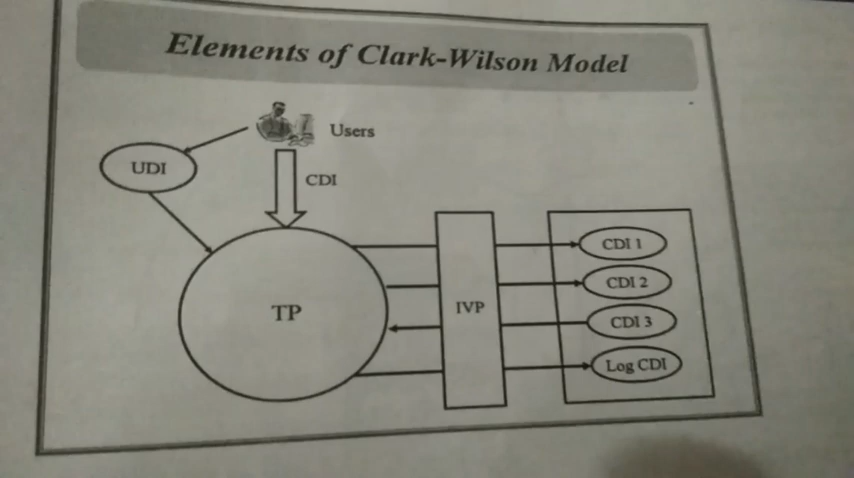 Elements of Clark-Wilson Model
Users
UDI
CDI
TP
IVP
CDI 1
CDI 2
CDI 3
Log CDI